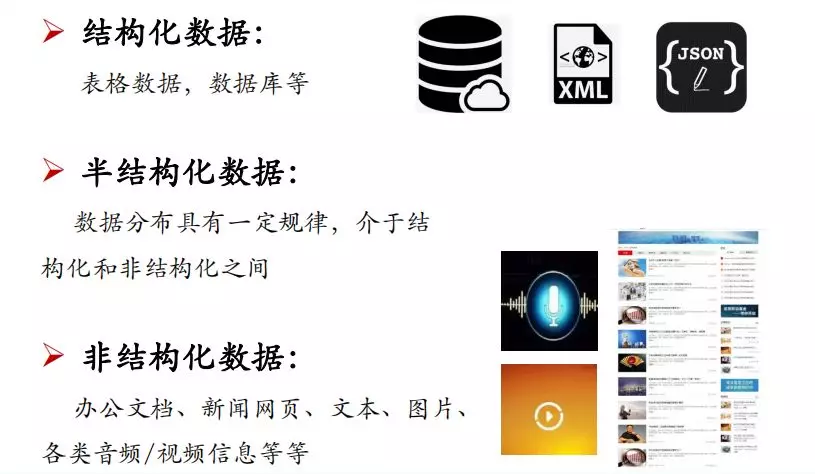 结构化数据：
表格数据，数据库等
XML
JSON
半结构化数据：
数据分布具有一定规律，介于结
构化和非结构化之间
非结构化数据：
办公文档、新闻网页、文本、图片、
各类音频/视频信息等等